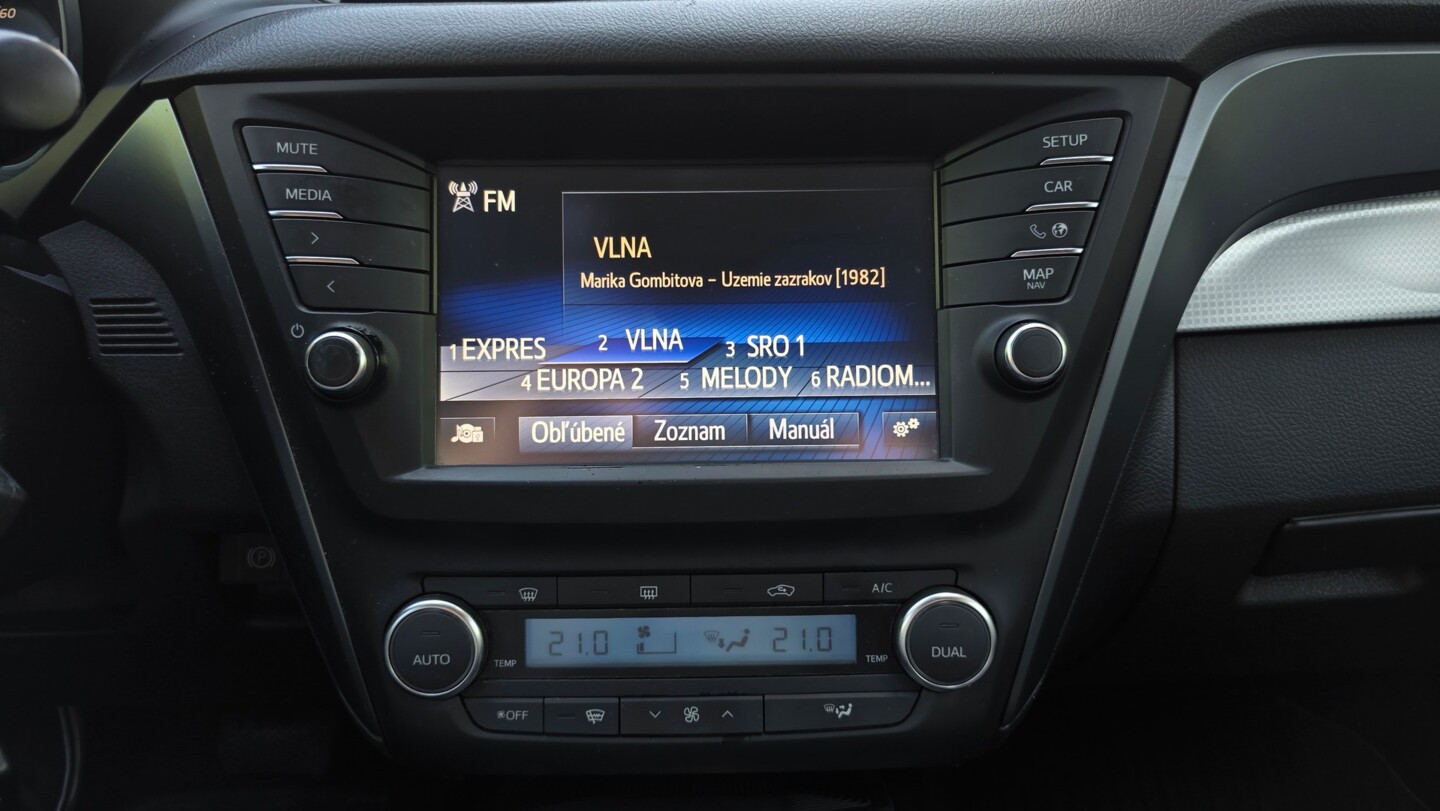 60
MUTE
MEDIA
>
<
SETUP
CAR
MAP
NAV
FM
VLNA
Marika Gombitova - Uzemie zazrakov [1982]
1 EXPRES 2 VLNA 3 SRO 1
4 EUROPA 2 5 MELODY 6 RADIOM...
Obľúbené Zoznam Manuál
P
A/C
AUTO
TEMP
21.0
21.0
TEMP
DUAL
OFF